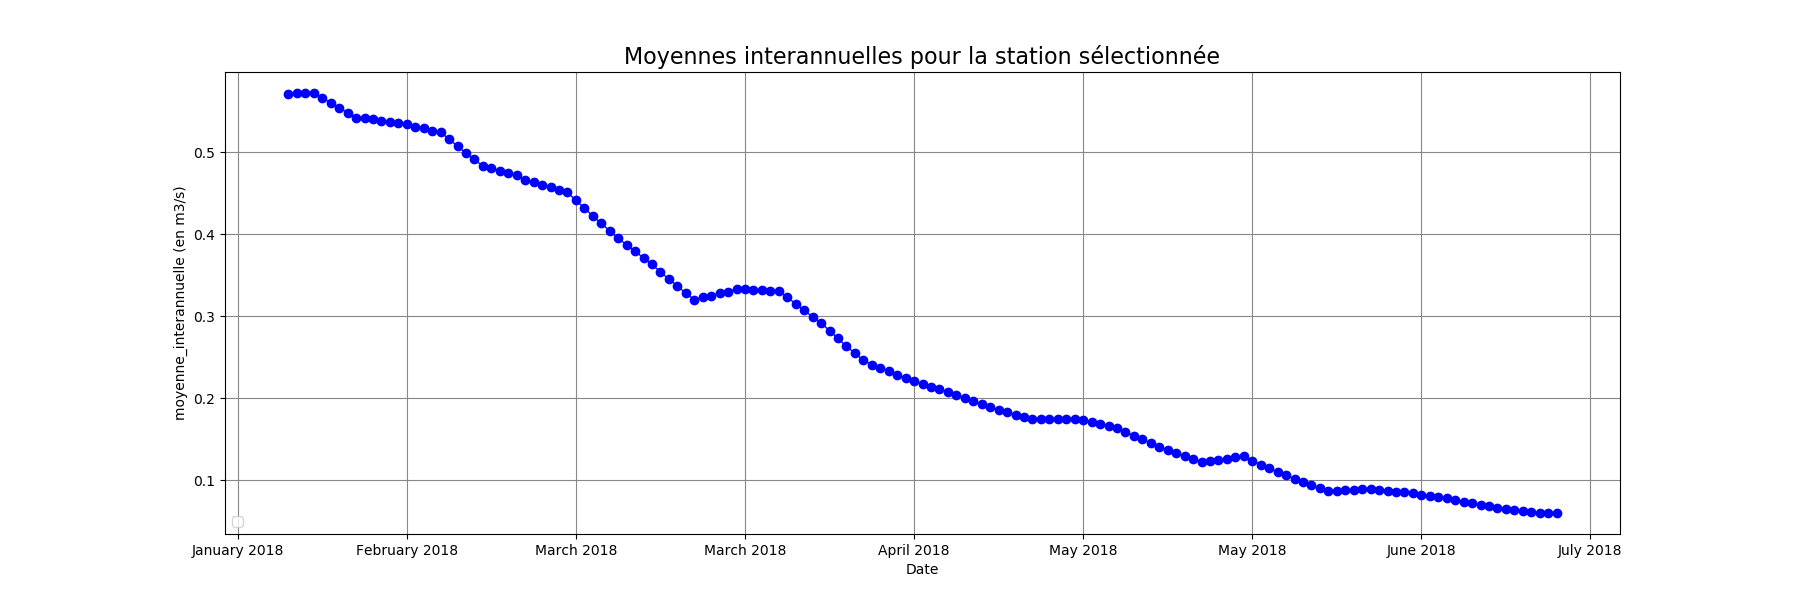 Moyennes interannuelles pour la station sélectionnée
moyenne_interannuelle (en m3/s)
0.5
0.4
0.3
0.2
0.1
January 2018 February 2018 March 2018 March 2018 April 2018 May 2018 May 2018 June 2018 July 2018
Date